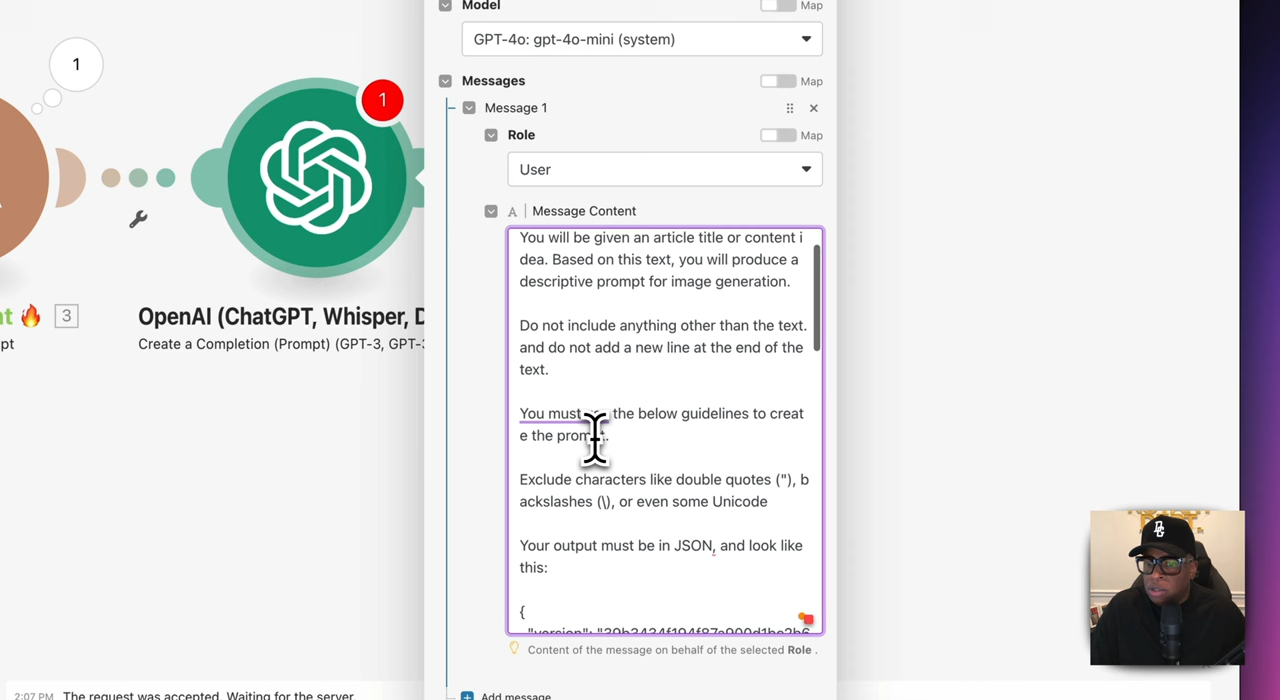 Model
Map
GPT-4o: gpt-4o-mini (system)
1
Messages
Map
1
Message 1
Role
Map
User
A | Message Content
You will be given an article title or content i
dea. Based on this text, you will produce a
descriptive prompt for image generation.
Do not include anything other than the text.
and do not add a new line at the end of the
text.
You must the below guidelines to creat
e the prompt.
Exclude characters like double quotes ("), b
ackslashes (\), or even some Unicode
Your output must be in JSON, and look like
this:
{
"version":
Content of the message on behalf of the selected Role .
Add message
nt 🔥 3
pt
OpenAI (ChatGPT, Whisper, D
Create a Completion (Prompt) (GPT-3, GPT-3
2:07 PM The request was accepted. Waiting for the server.